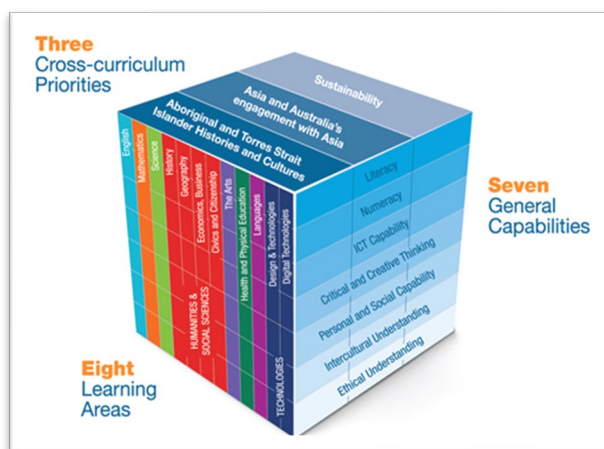 Three
Cross-curriculum
Priorities
Sustainability
Asia and Australia's
engagement with Asia
Aboriginal and Torres Strait
Islander Histories and Cultures
English
Mathematics
Science
History
Geography
Economics, Business
Civics and Citizenship
HUMANITIES &
SOCIAL SCIENCES
The Arts
Health and Physical Education
Languages
Design & Technologies
Digital Technologies
TECHNOLOGIES
Literacy
Numeracy
ICT Capability
Critical and Creative Thinking
Personal and Social Capability
Intercultural Understanding
Ethical Understanding
Seven
General
Capabilities
Eight
Learning
Areas